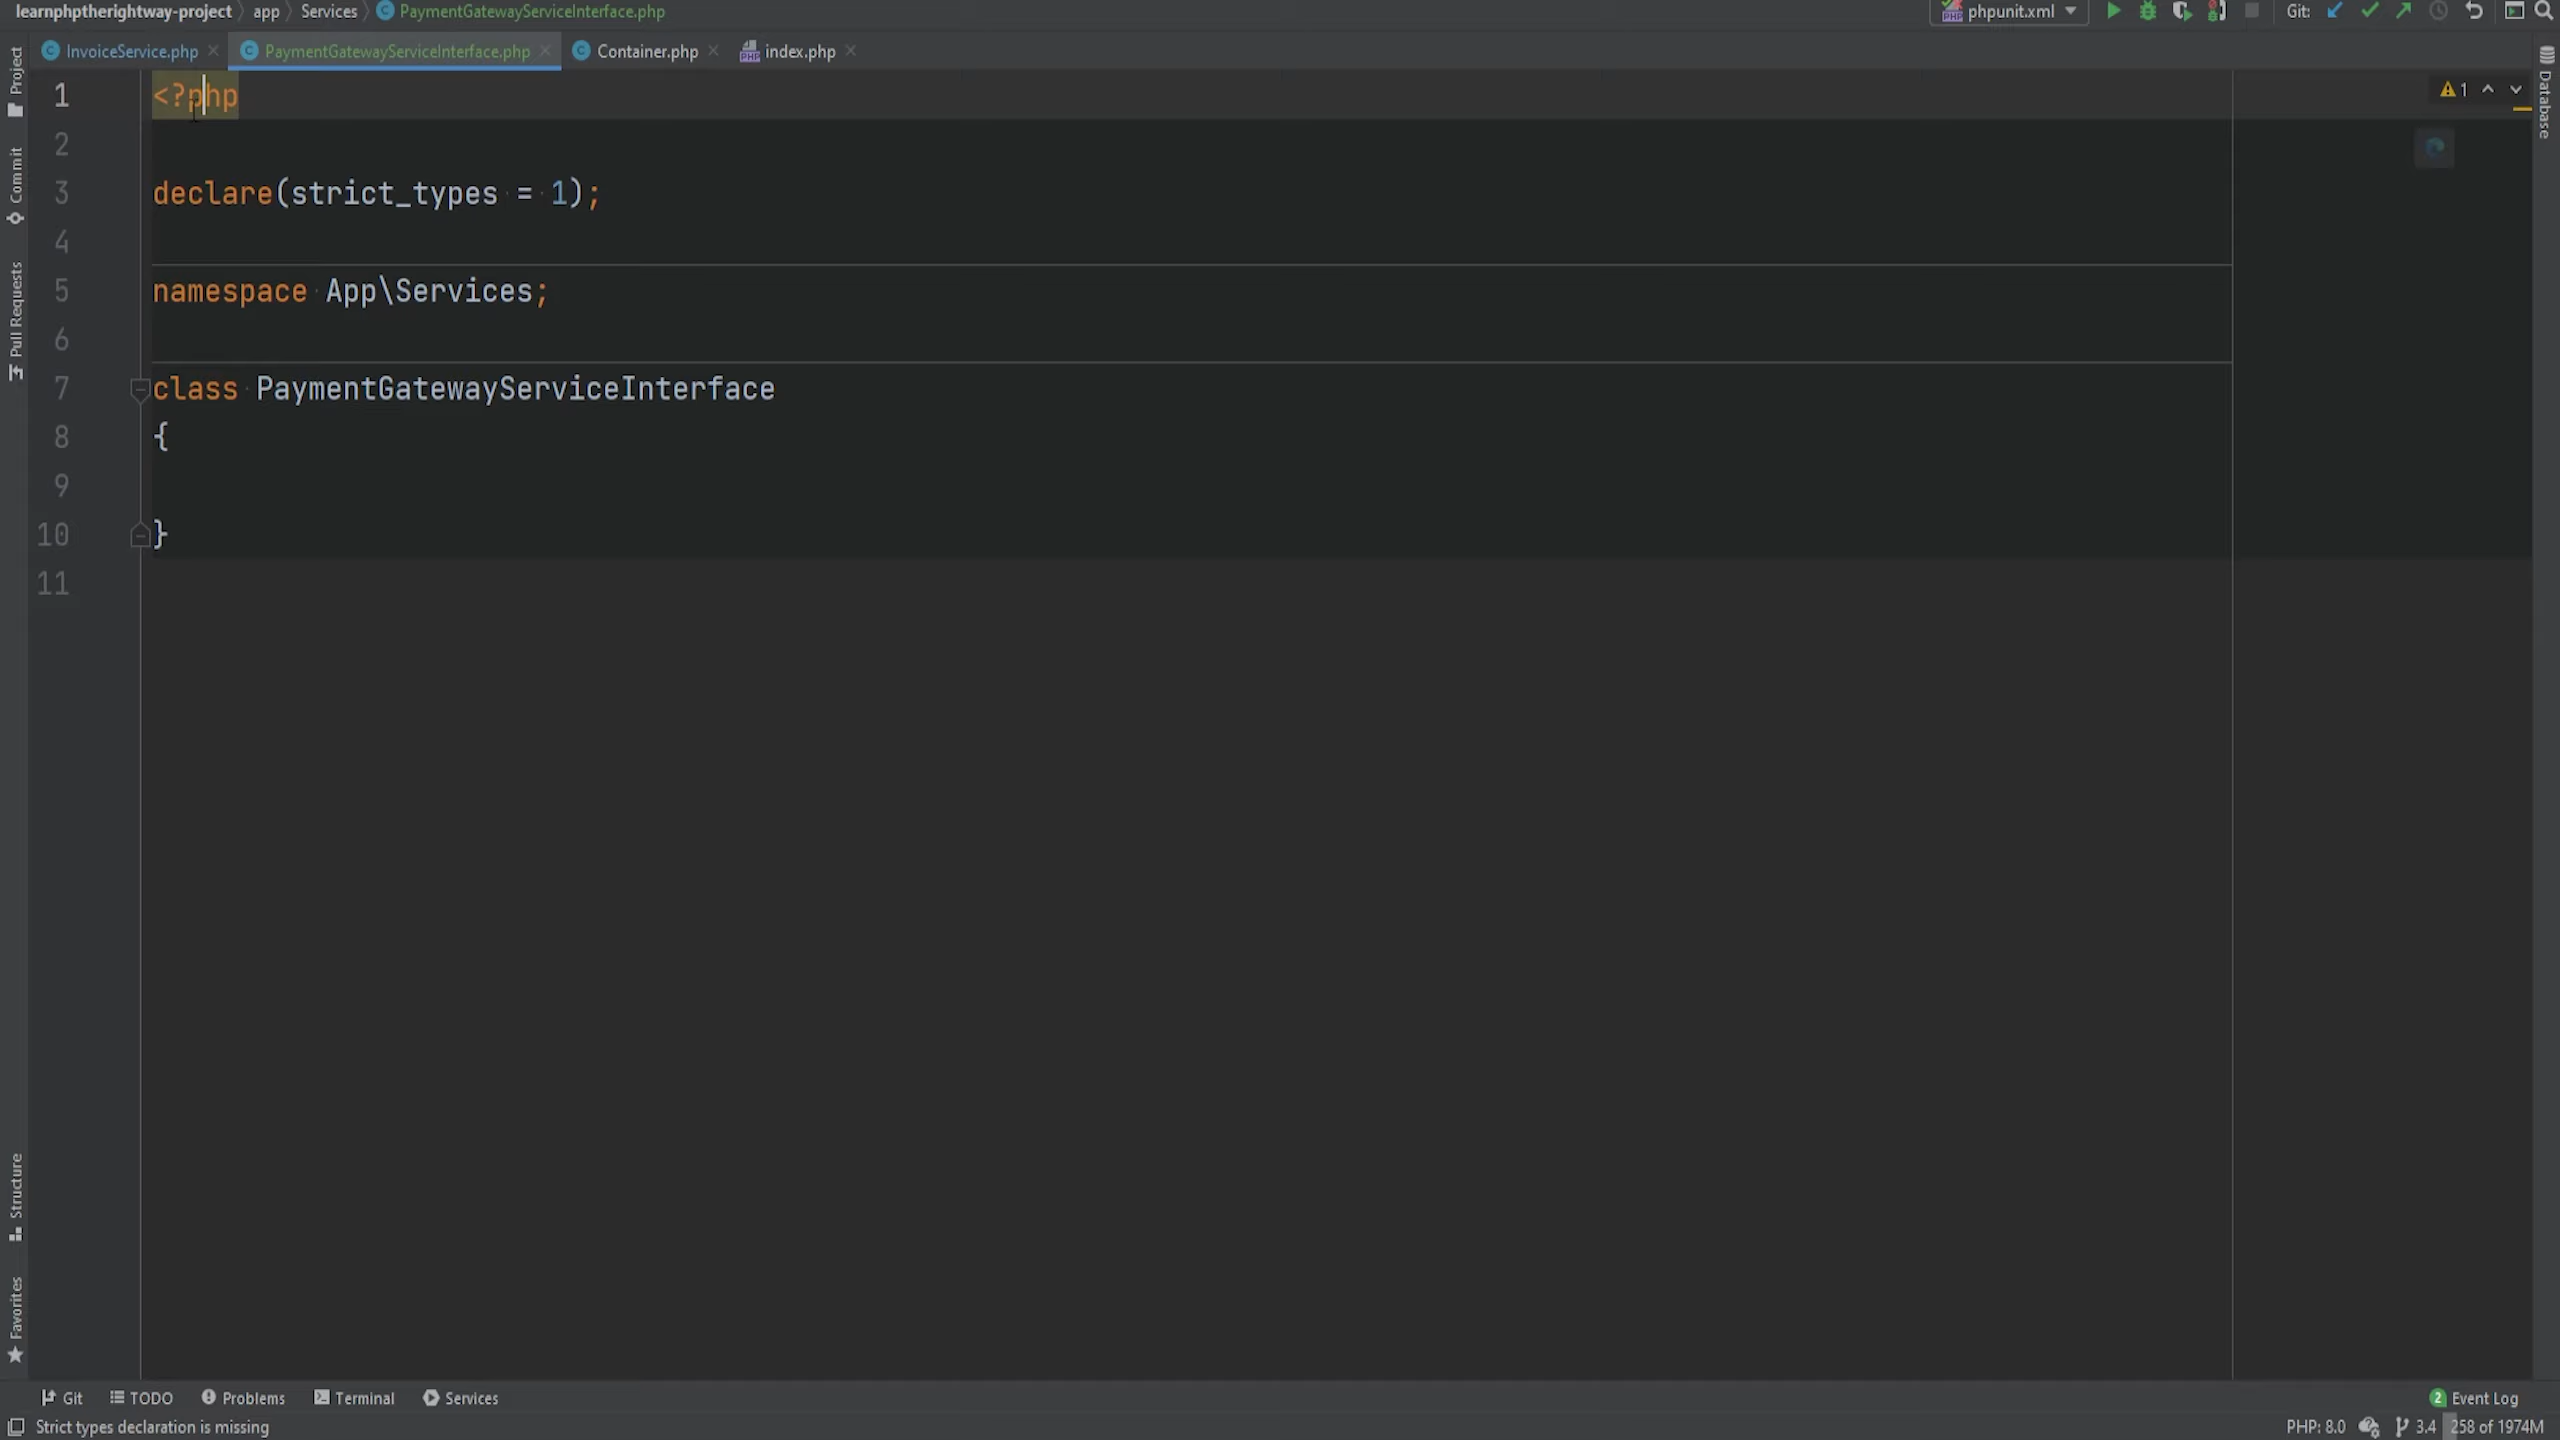 learnphptherightway-project app Services PaymentGatewayServiceInterface.php phpunit.xml Git:
InvoiceService.php PaymentGatewayServiceInterface.php Container.php index.php
Project
Commit
Pull Requests
Structure
Favorites
Database
1 <?php
1
2
3 declare(strict_types = 1);
4
5 namespace App\Services;
6
7 class PaymentGatewayServiceInterface
8 {
9
10 }
11
Git TODO Problems Terminal Services 2 Event Log
Strict types declaration is missing PHP: 8.0 3.4 258 of 1974M